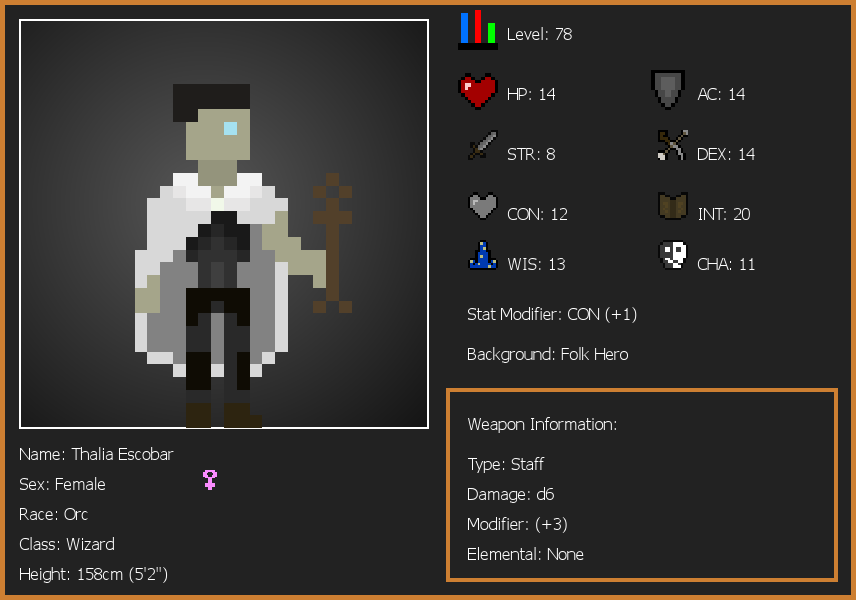 Level: 78
HP: 14
AC: 14
STR: 8
DEX: 14
CON: 12
INT: 20
WIS: 13
CHA: 11
Stat Modifier: CON (+1)
Background: Folk Hero
Weapon Information:
Type: Staff
Damage: d6
Modifier: (+3)
Elemental: None
Name: Thalia Escobar
Sex: Female
Race: Orc
Class: Wizard
Height: 158cm (5'2")